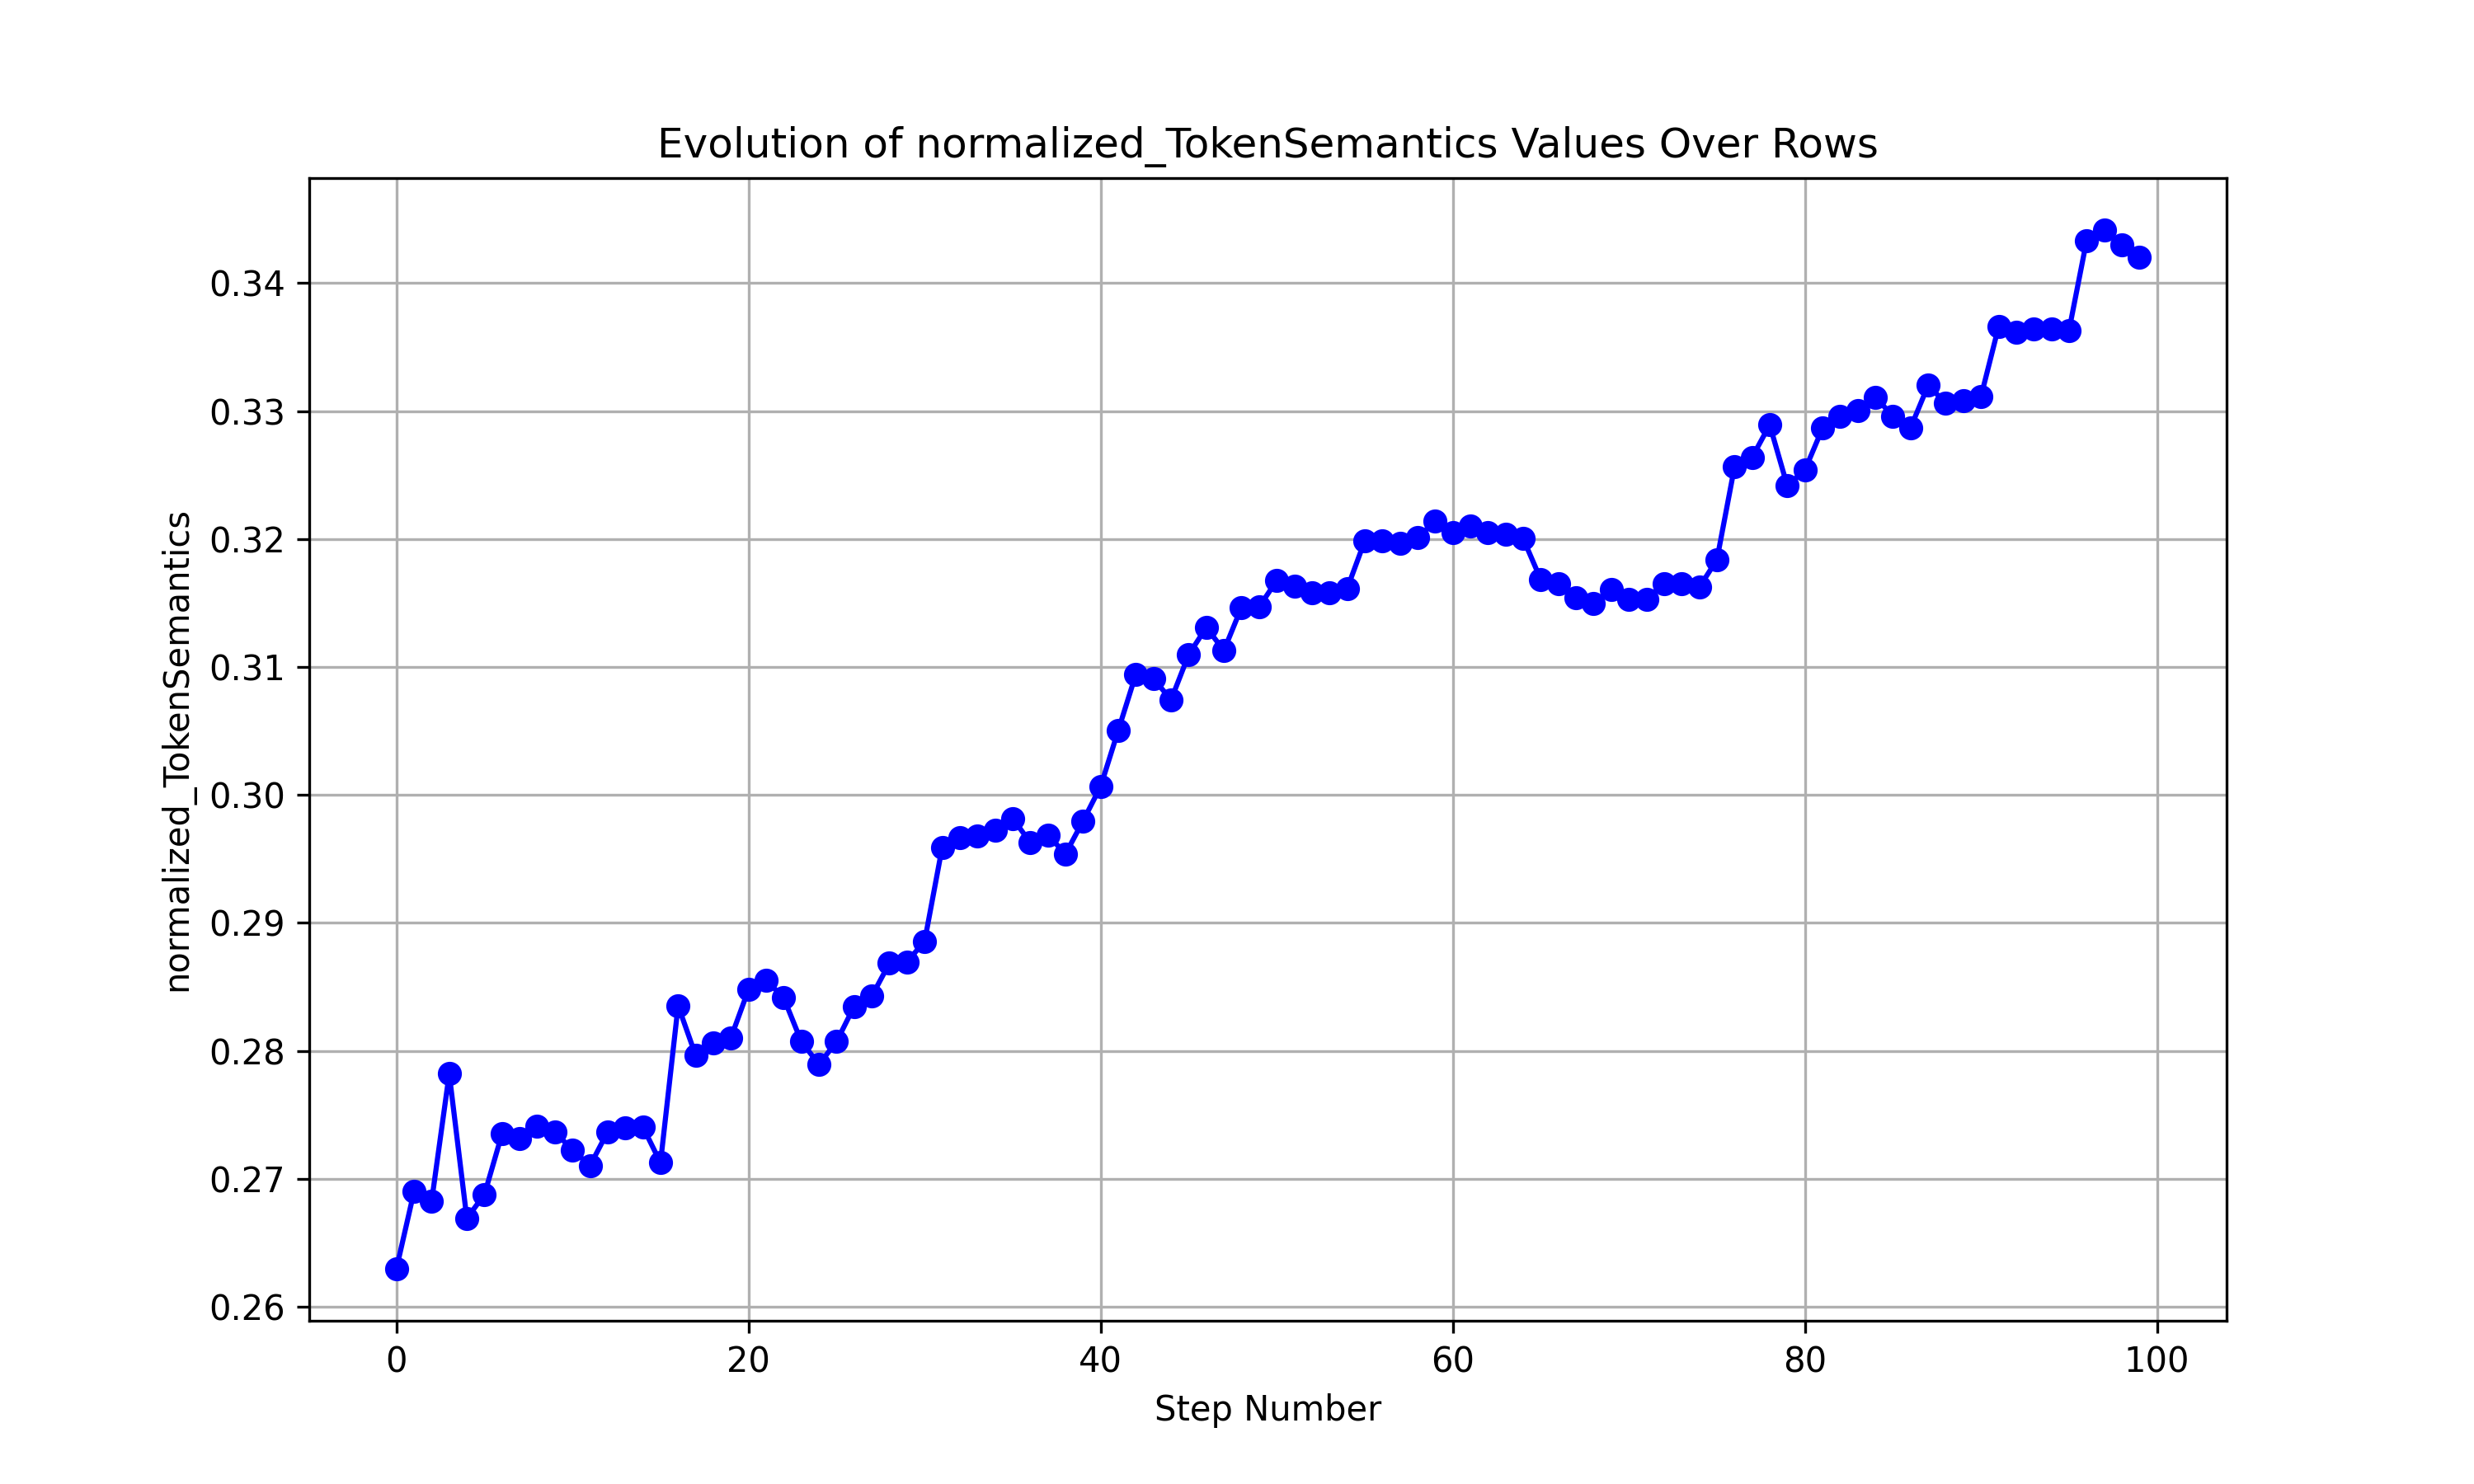 Evolution of normalized_TokenSemantics Values Over Rows
normalized_TokenSemantics
0.34
0.33
0.32
0.31
0.30
0.29
0.28
0.27
0.26
0 20 40 60 80 100
Step Number